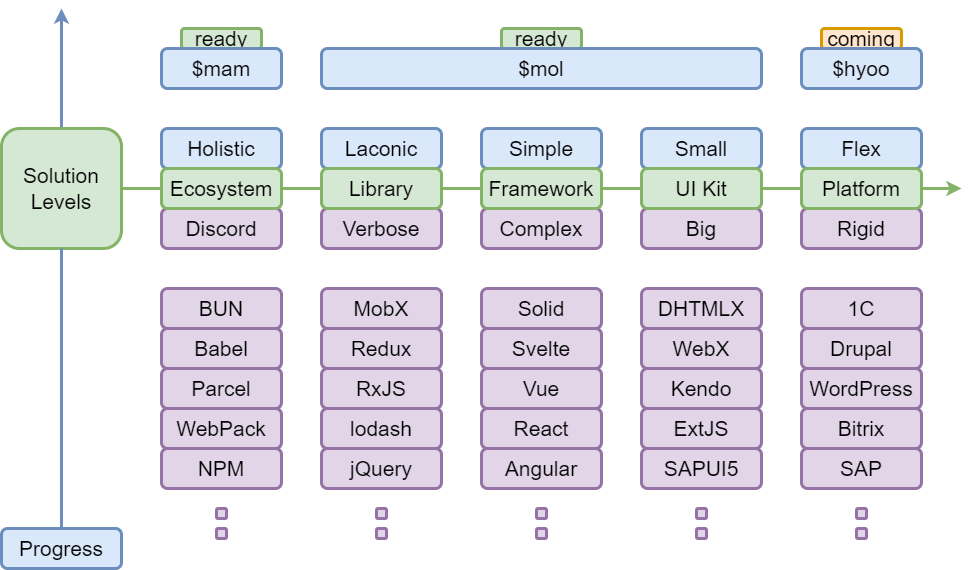 ready
ready
coming
$mam
$mol
$hyoo
Holistic
Laconic
Simple
Small
Flex
Solution
Levels
Ecosystem
Library
Framework
UI Kit
Platform
Discord
Verbose
Complex
Big
Rigid
BUN
MobX
Solid
DHTMLX
1C
Babel
Redux
Svelte
WebX
Drupal
Parcel
RxJS
Vue
Kendo
WordPress
WebPack
lodash
React
ExtJS
Bitrix
NPM
jQuery
Angular
SAPUI5
SAP
Progress